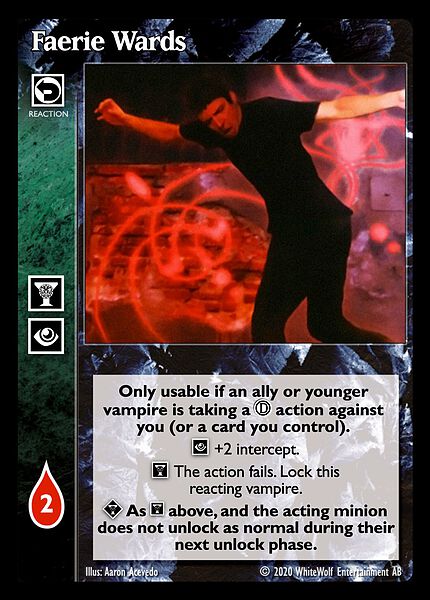 Faerie Wards
REACTION
Only usable if an ally or younger
vampire is taking a Ⓓ action against
you (or a card you control).
+2 intercept.
The action fails. Lock this
reacting vampire.
As above, and the acting minion
does not unlock as normal during their
next unlock phase.
2
Illus: Aaron Acevedo © 2020 WhiteWolf Entertainment AB